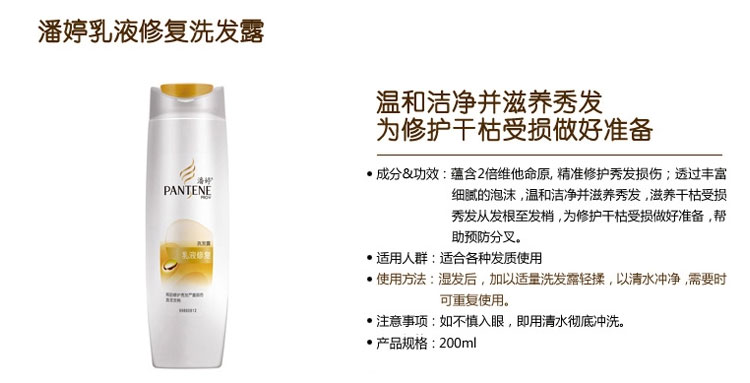 潘婷乳液修复洗发露
温和洁净并滋养秀发
为修护干枯受损做好准备
• 成分&功效：蕴含2倍维他命原, 精准修护秀发损伤；透过丰富
细腻的泡沫，温和洁净并滋养秀发，滋养干枯受损
秀发从发根至发梢，为修护干枯受损做好准备，帮
助预防分叉。
• 适用人群：适合各种发质使用
• 使用方法：湿发后，加以适量洗发露轻揉，以清水冲净，需要时
可重复使用。
• 注意事项：如不慎入眼，即用清水彻底冲洗。
• 产品规格：200ml
潘婷
PANTENE
PRO-V
洗发露
乳液修复